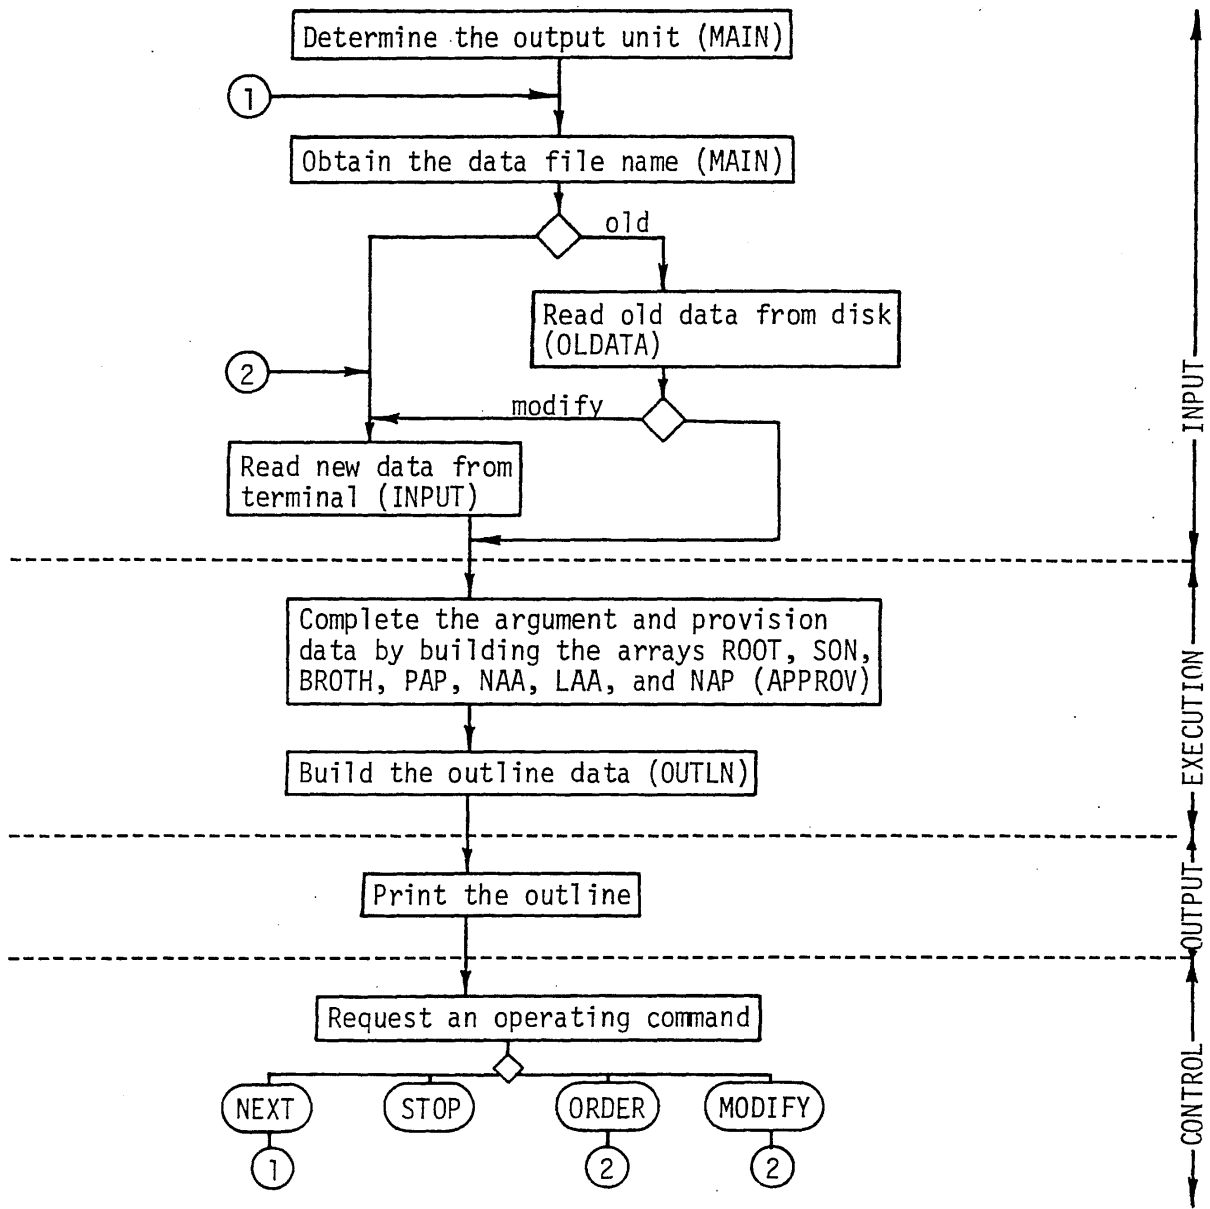 Determine the output unit (MAIN)
1
Obtain the data file name (MAIN)
old
Read old data from disk
(OLDATA)
2
modify
Read new data from
terminal (INPUT)
INPUT
Complete the argument and provision
data by building the arrays ROOT, SON,
BROTH, PAP, NAA, LAA, and NAP (APPROV)
Build the outline data (OUTLN)
EXECUTION
Print the outline
OUTPUT
Request an operating command
NEXT
STOP
ORDER
MODIFY
1
2
2
CONTROL